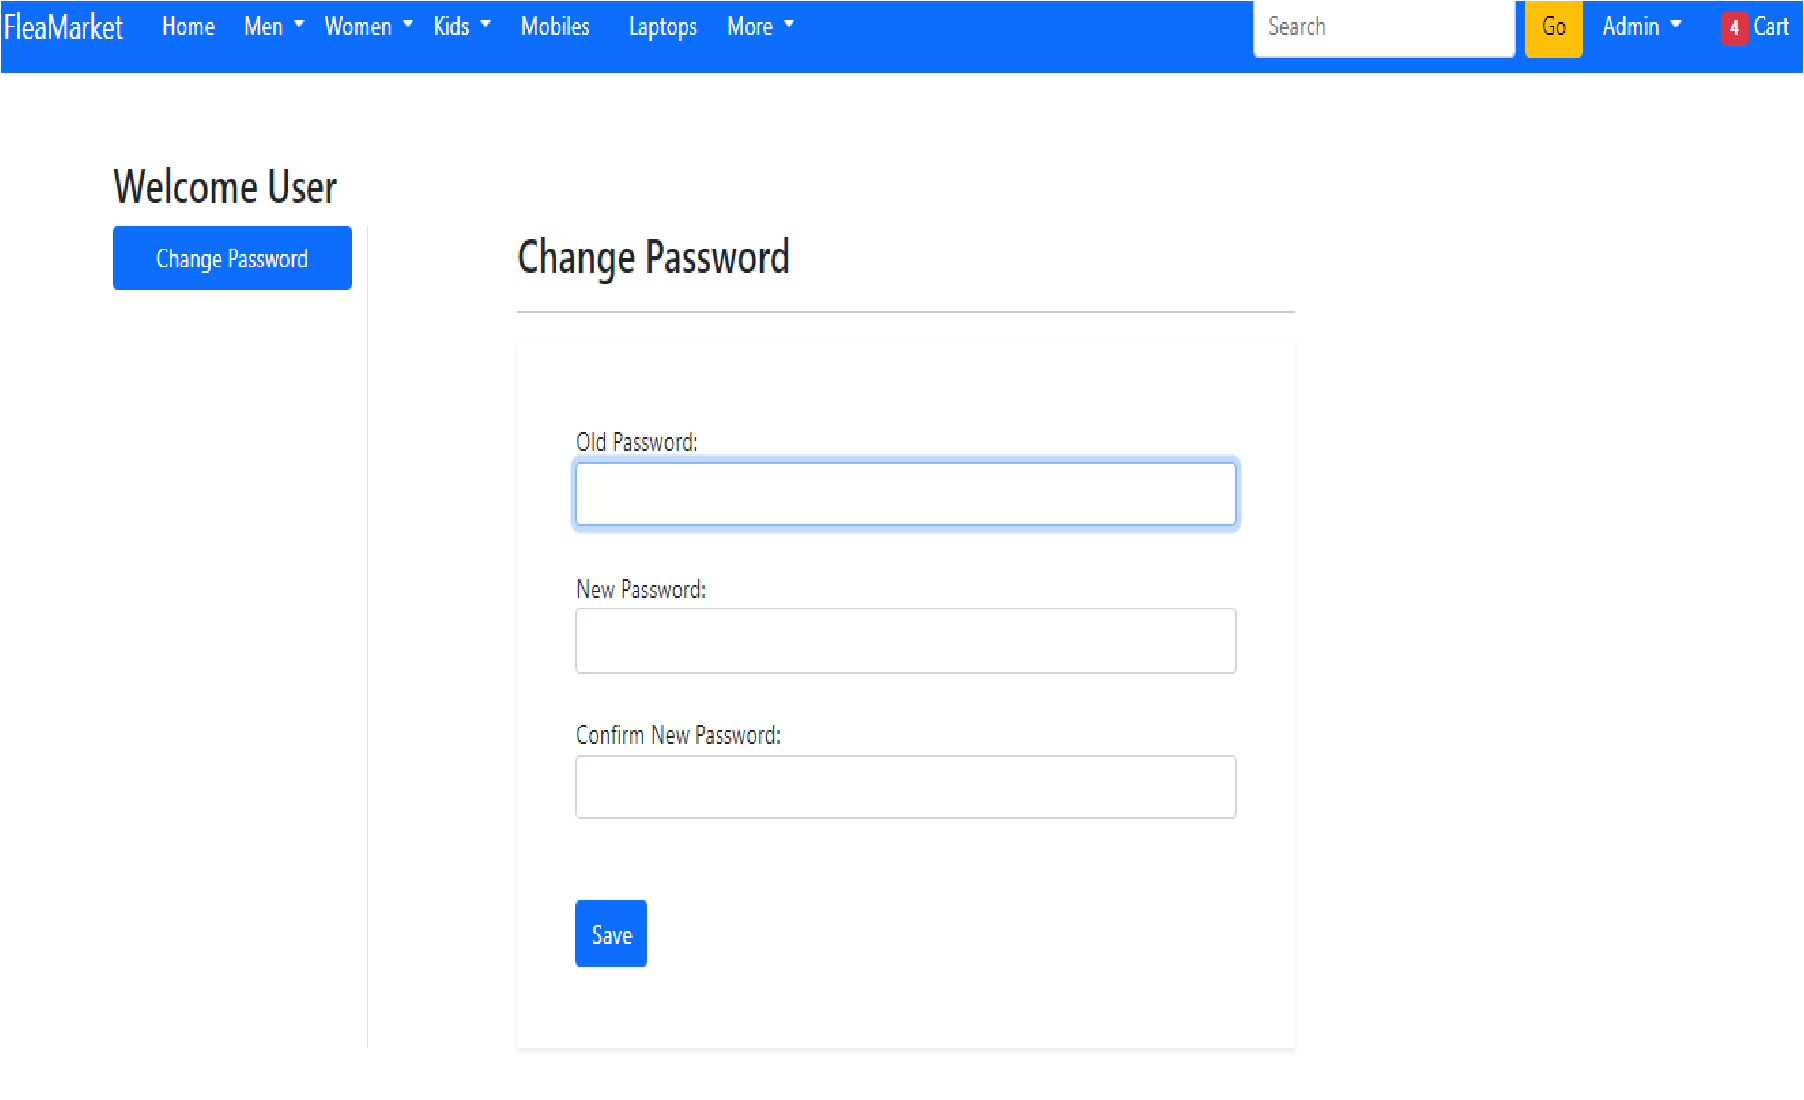 FleaMarket Home Men Women Kids Mobiles Laptops More Search Go Admin 4 Cart
Welcome User
Change Password
Change Password
Old Password:
New Password:
Confirm New Password:
Save